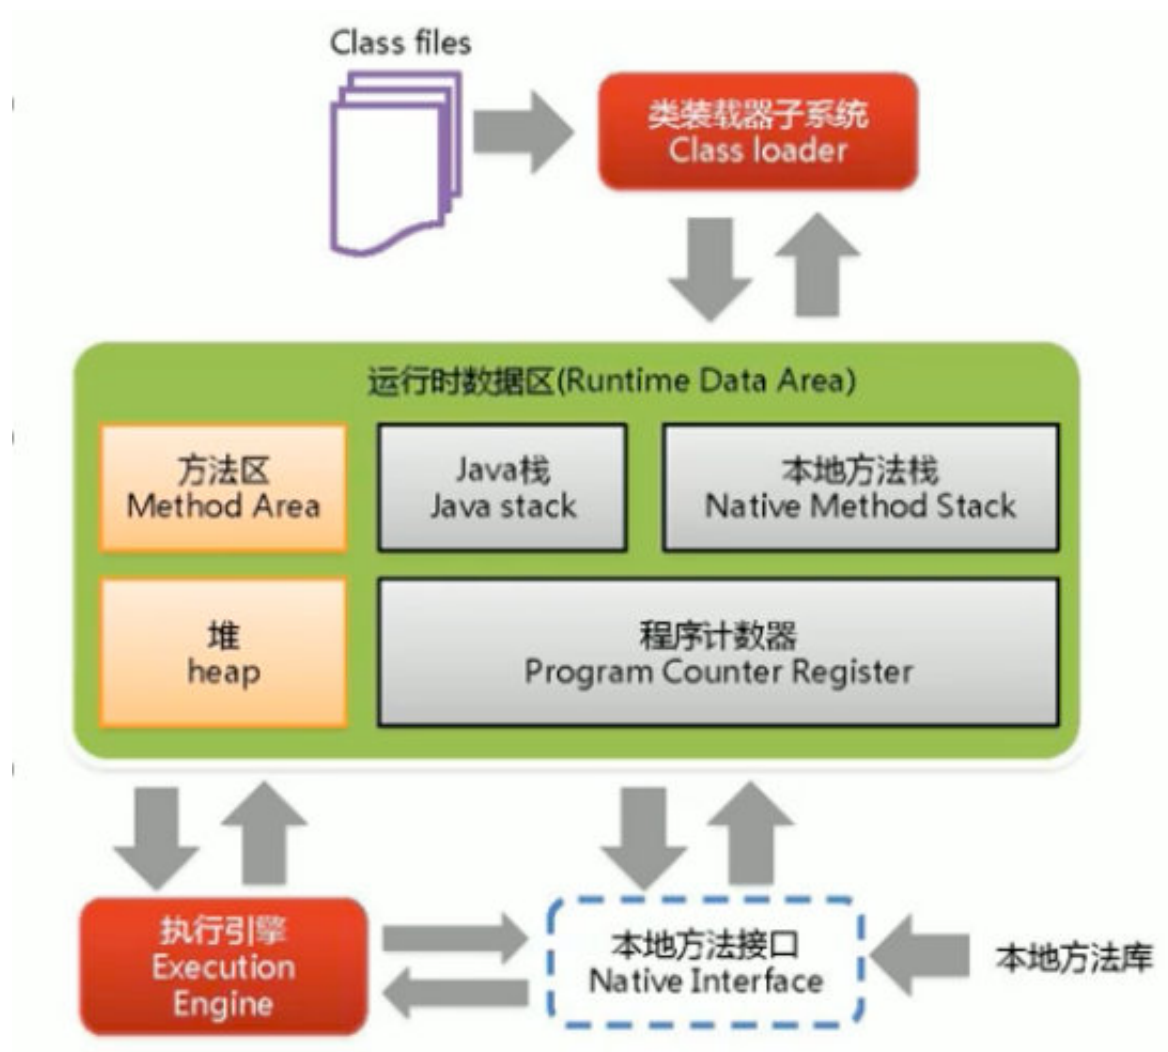 Class files
类装载器子系统
Class loader
运行时数据区(Runtime Data Area)
方法区
Method Area
Java栈
Java stack
本地方法栈
Native Method Stack
堆
heap
程序计数器
Program Counter Register
执行引擎
Execution
Engine
本地方法接口
Native Interface
本地方法库